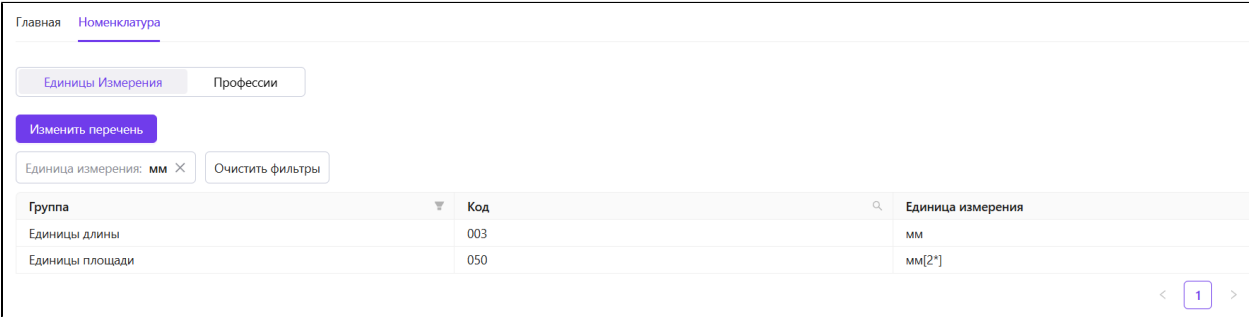 Главная Номенклатура
Единицы Измерения Профессии
Изменить перечень
Единица измерения: мм Очистить фильтры
Группа Код Единица измерения
Единицы длины 003 мм
Единицы площади 050 мм[2*]
< 1 >